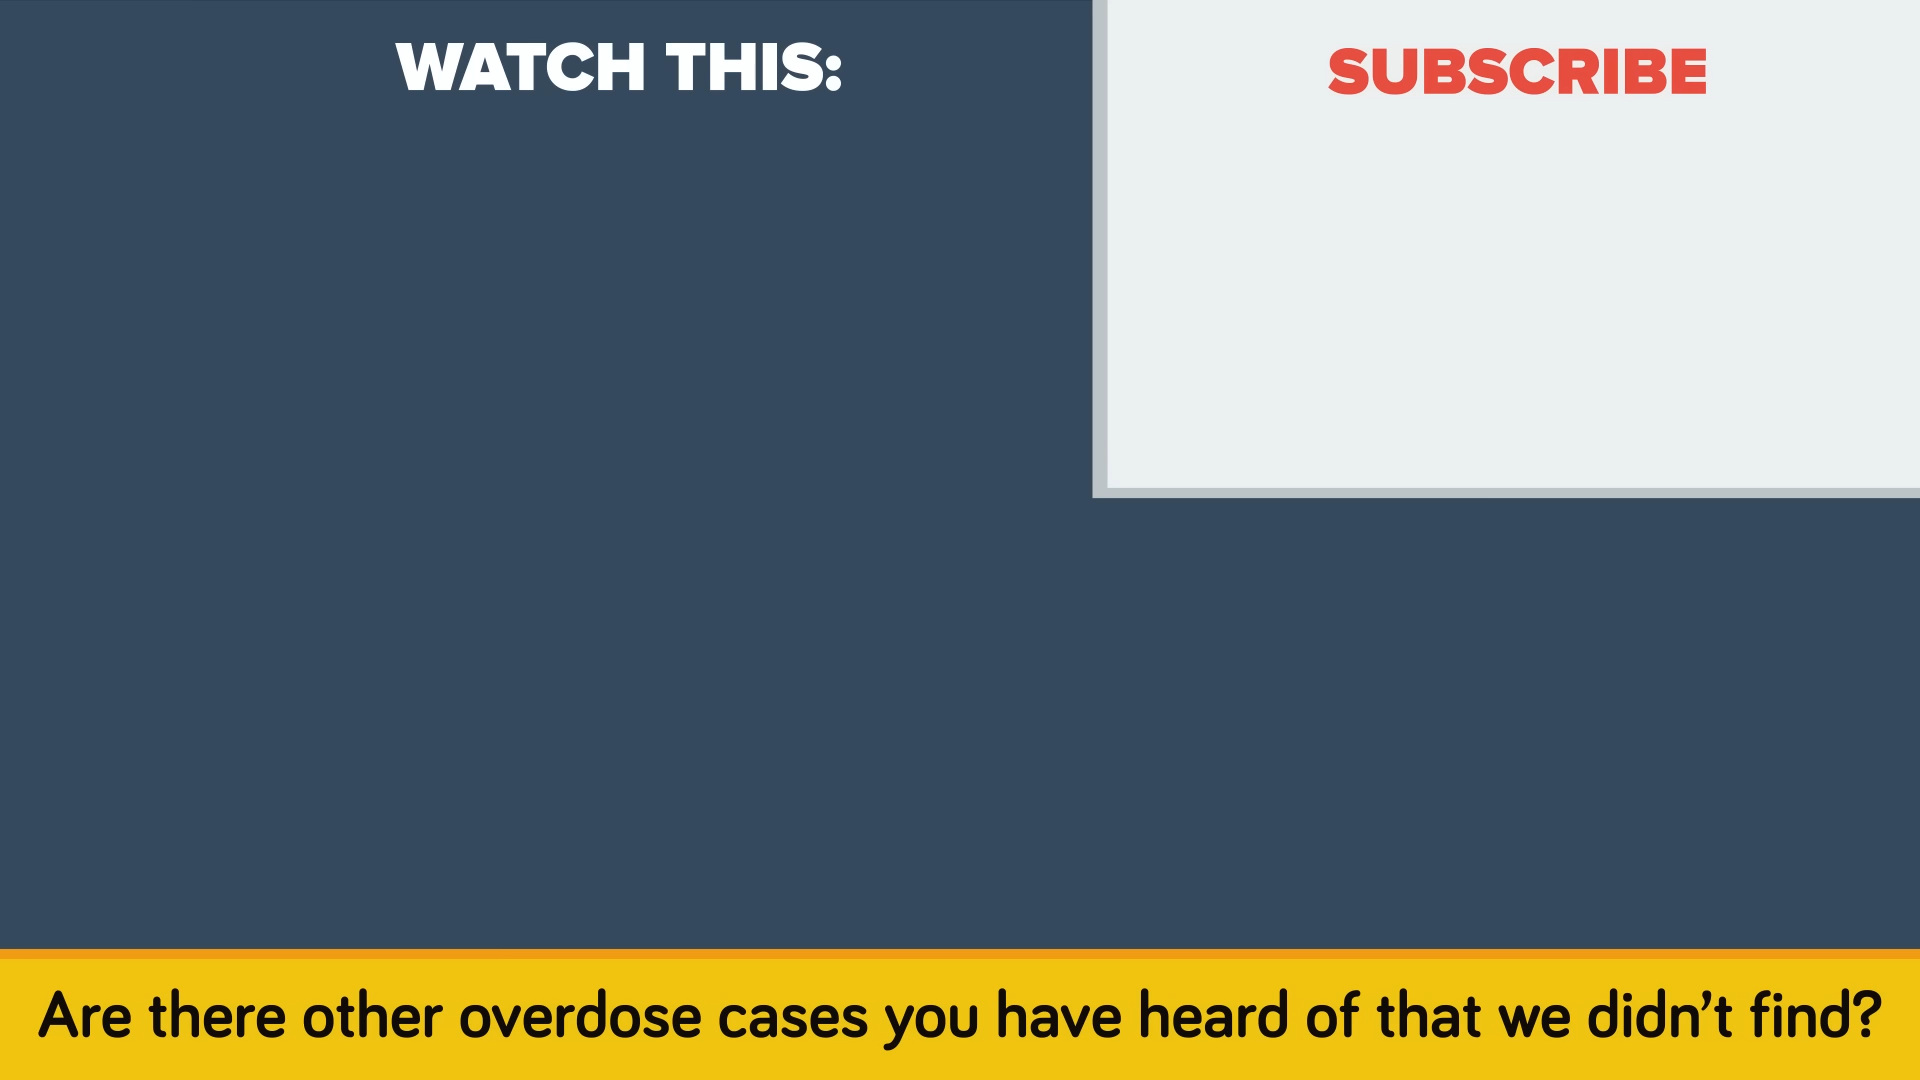 WATCH THIS:
SUBSCRIBE
Are there other overdose cases you have heard of that we didn’t find?